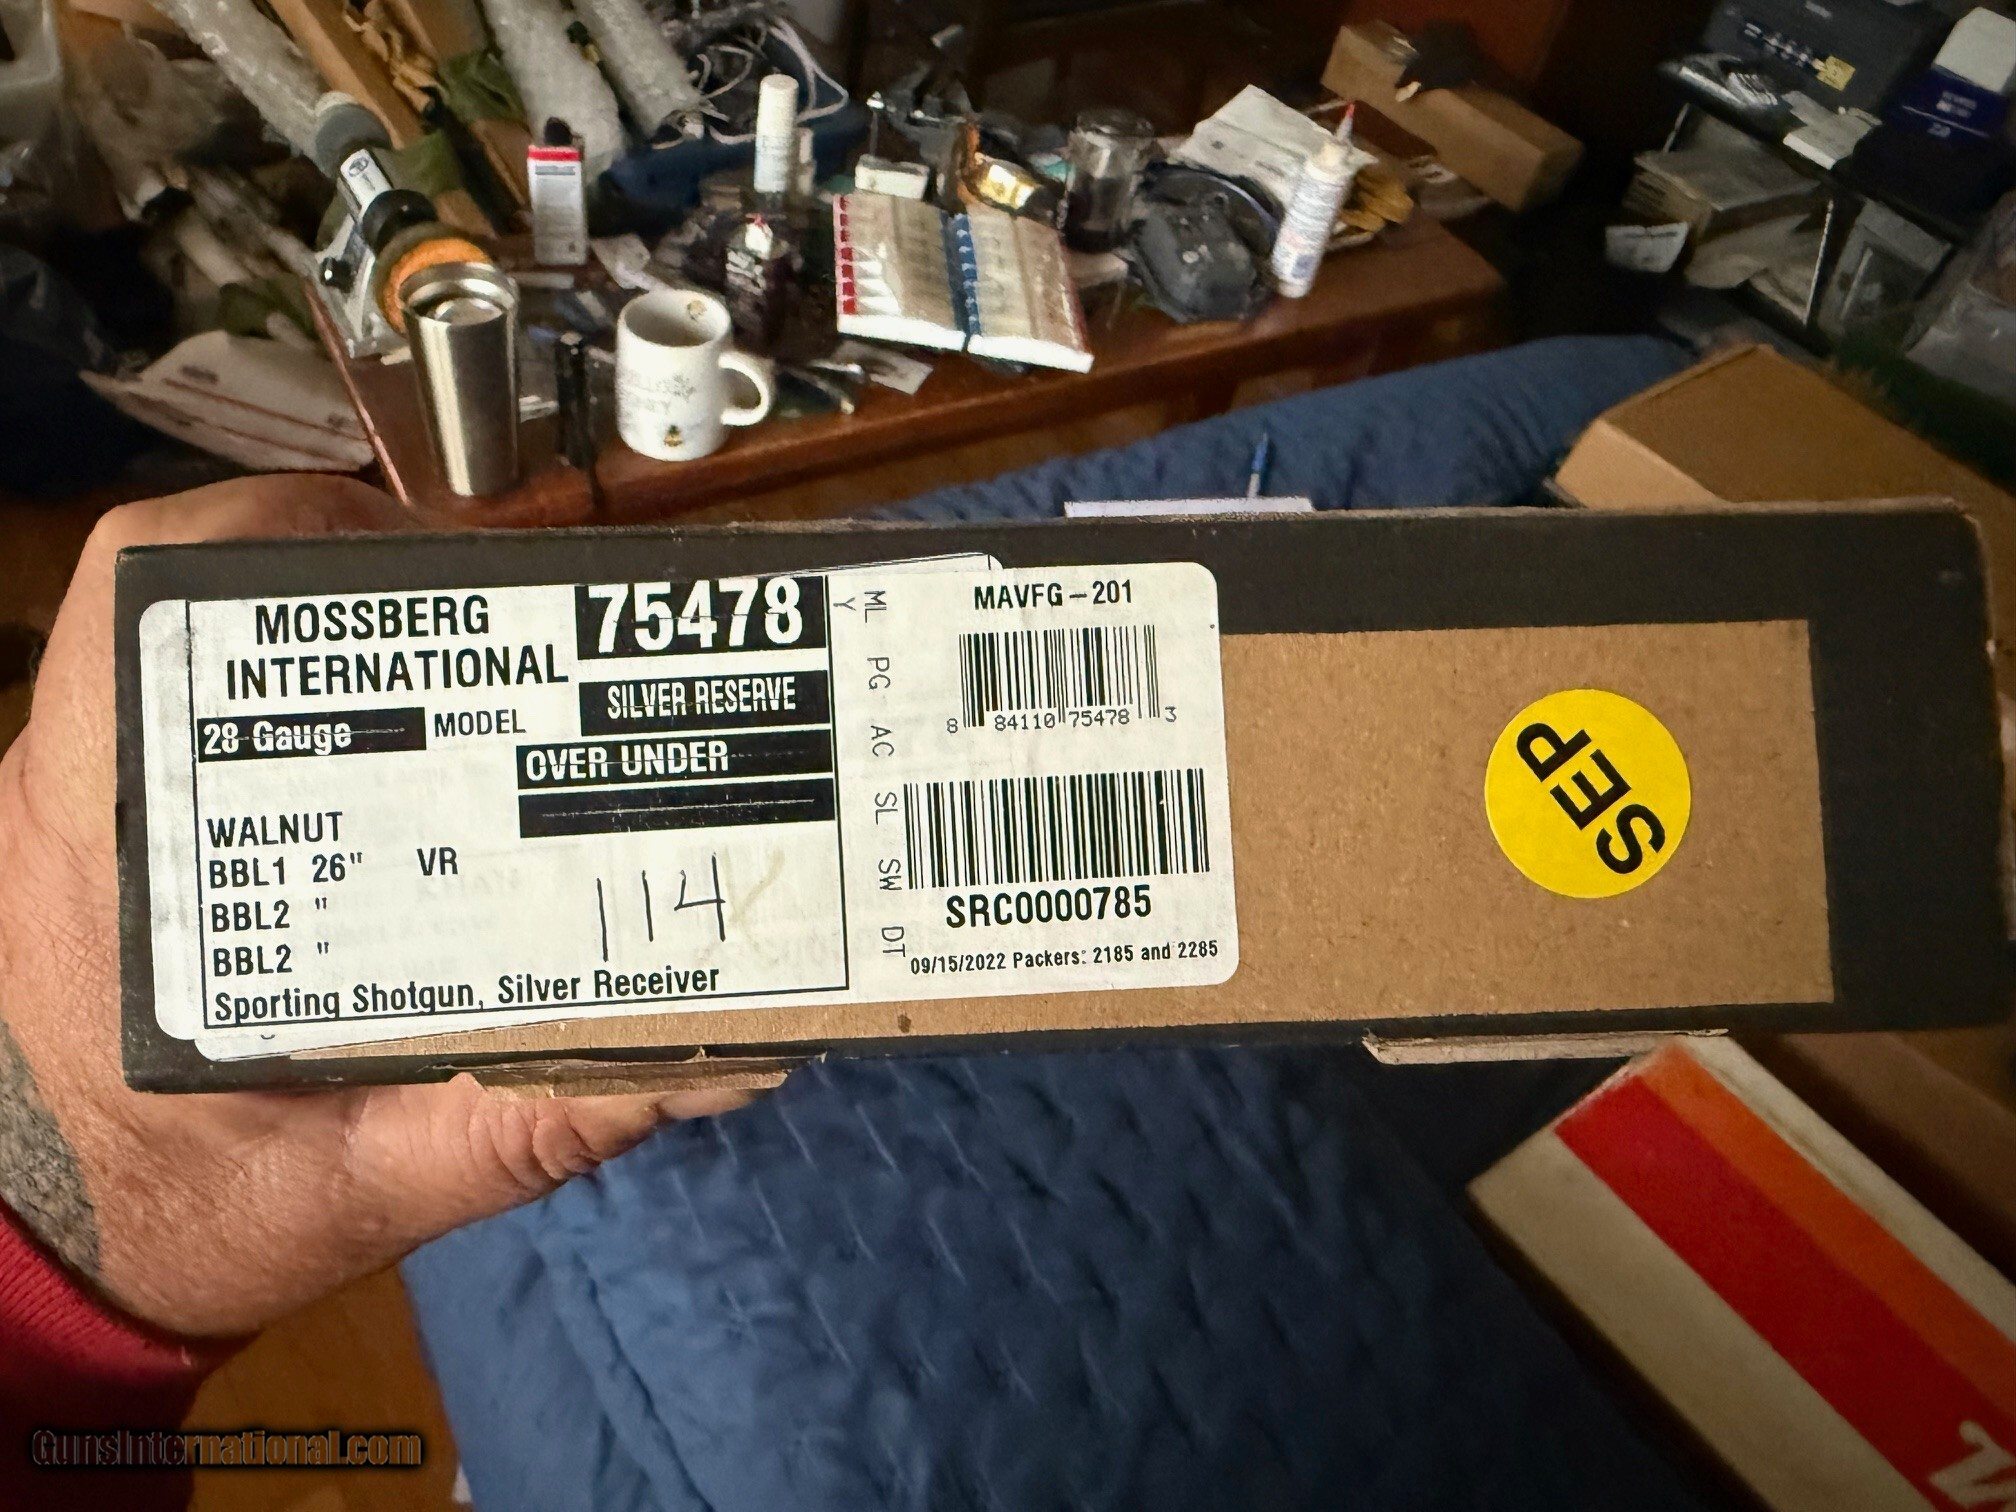 MOSSBERG
INTERNATIONAL
75478
28 Gauge
MODEL
SILVER RESERVE
OVER UNDER
WALNUT
BBL1 26" VR
BBL2 "
BBL2 "
114
Sporting Shotgun, Silver Receiver
Y
ML PG AC SL SW DT
MAVFG-201
8 84110 75478 3
SRC0000785
09/15/2022 Packers: 2185 and 2285
SEP
GunsInternational.com